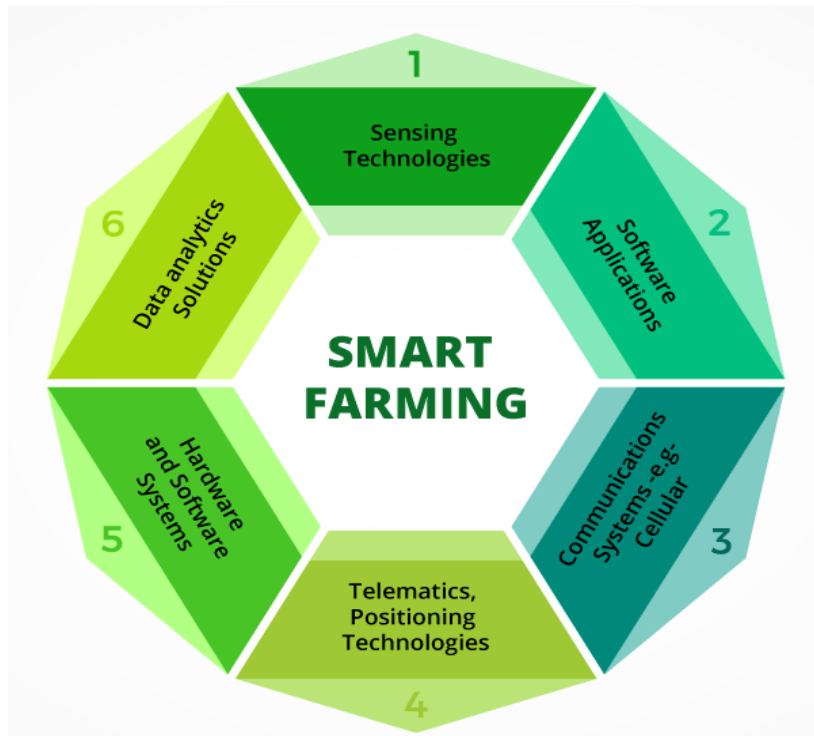 1
Sensing
Technologies
2
Software
Applications
3
Communications
Systems -e.g-
Cellular
4
Telematics,
Positioning
Technologies
5
Hardware
and Software
Systems
6
Data analytics
Solutions
SMART
FARMING